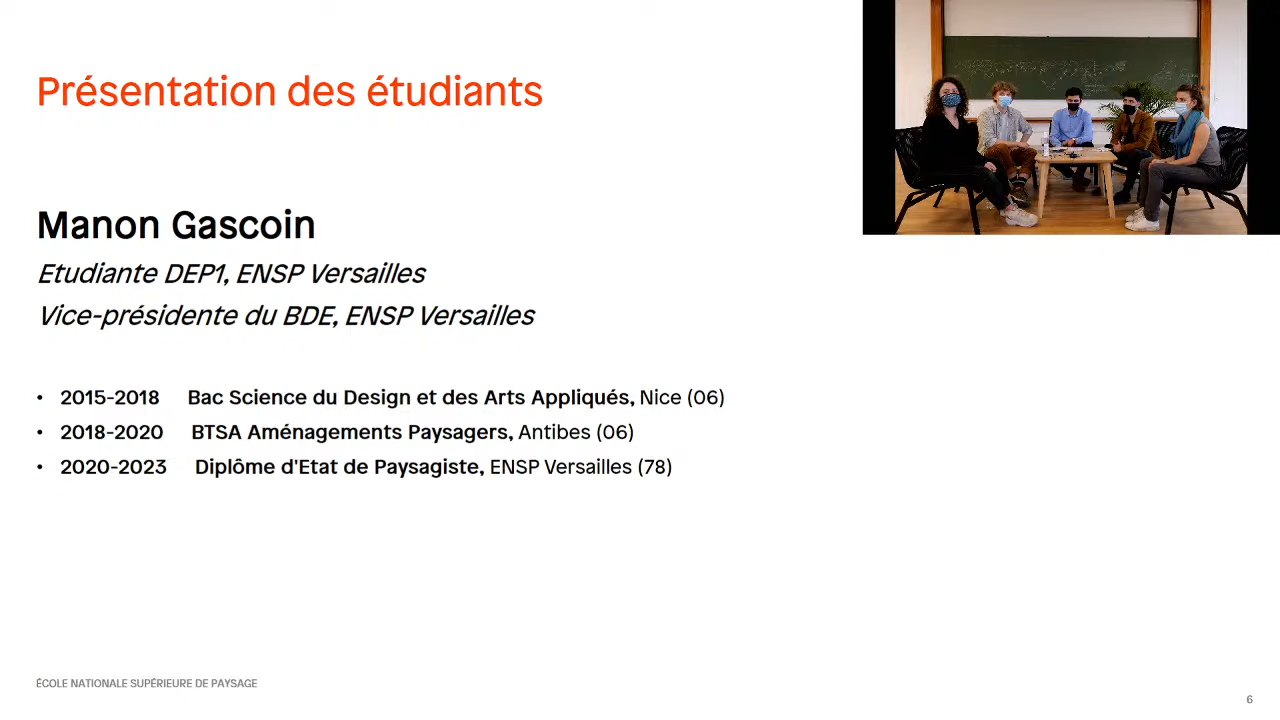 Présentation des étudiants
Manon Gascoin
Etudiante DEP1, ENSP Versailles
Vice-présidente du BDE, ENSP Versailles
• 2015-2018 Bac Science du Design et des Arts Appliqués, Nice (06)
• 2018-2020 BTSA Aménagements Paysagers, Antibes (06)
• 2020-2023 Diplôme d'Etat de Paysagiste, ENSP Versailles (78)
ÉCOLE NATIONALE SUPÉRIEURE DE PAYSAGE
6